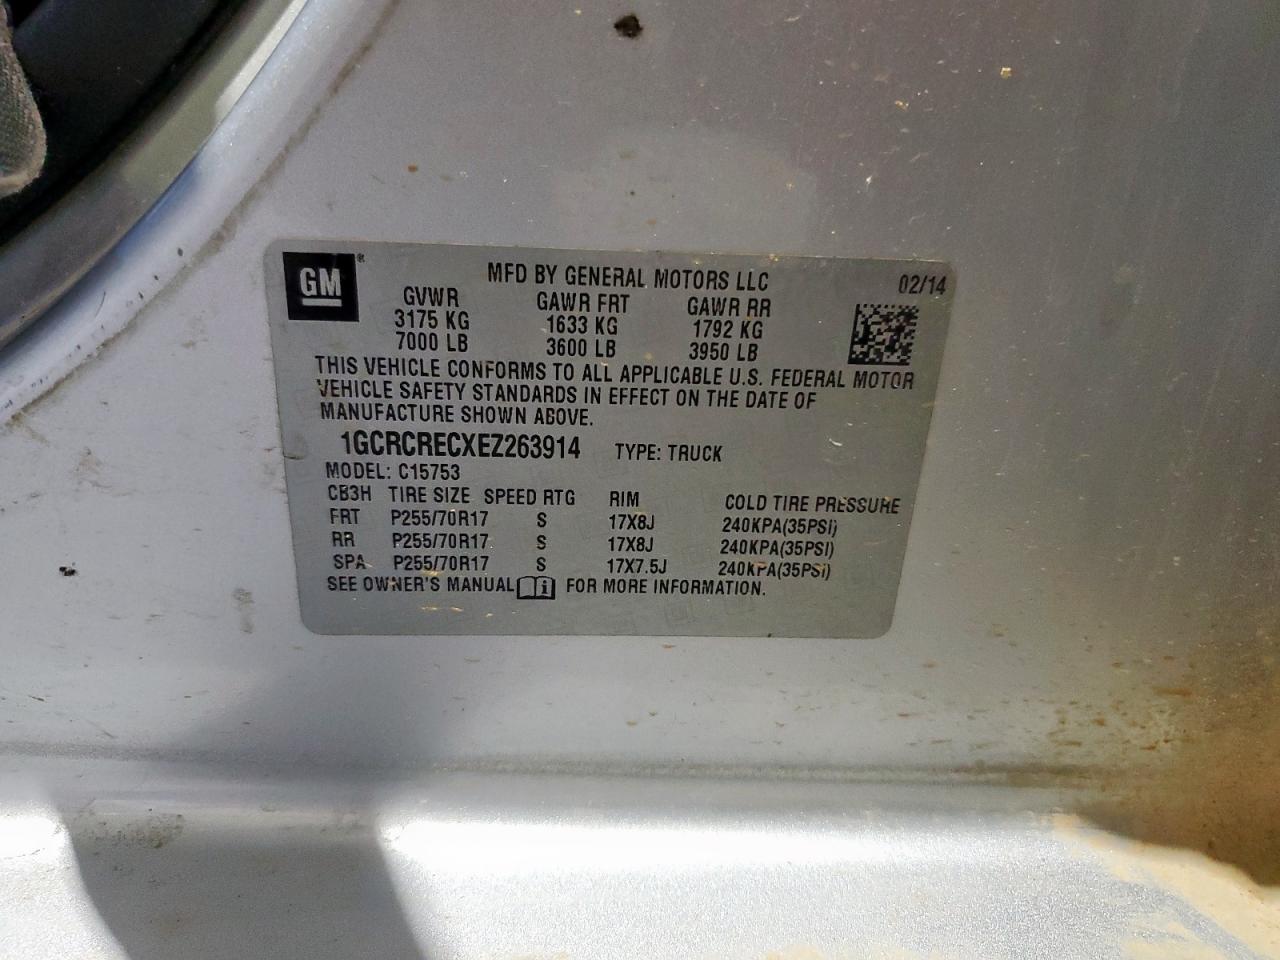 GM
MFD BY GENERAL MOTORS LLC 02/14
GVWR GAWR FRT GAWR RR
3175 KG 1633 KG 1792 KG
7000 LB 3600 LB 3950 LB
THIS VEHICLE CONFORMS TO ALL APPLICABLE U.S. FEDERAL MOTOR
VEHICLE SAFETY STANDARDS IN EFFECT ON THE DATE OF
MANUFACTURE SHOWN ABOVE.
1GCRCRECXEZ263914 TYPE: TRUCK
MODEL: C15753
CB3H TIRE SIZE SPEED RTG RIM COLD TIRE PRESSURE
FRT P255/70R17 S 17X8J 240KPA(35PSI)
RR P255/70R17 S 17X8J 240KPA(35PSI)
SPA P255/70R17 S 17X7.5J 240KPA(35PSI)
SEE OWNER'S MANUAL FOR MORE INFORMATION.